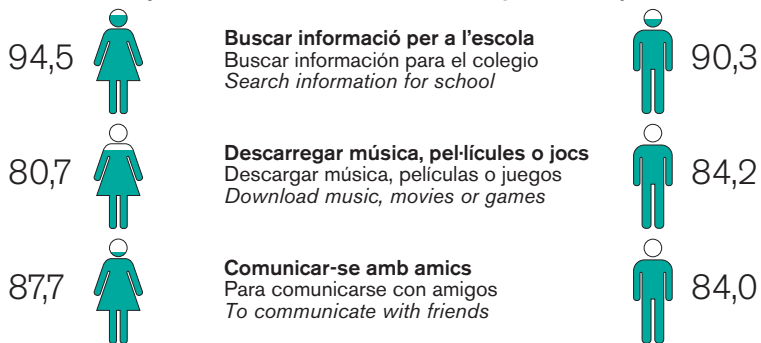 94,5
Buscar informació per a l'escola
Buscar información para el colegio
Search information for school
90,3
80,7
Descarregar música, pel·lícules o jocs
Descargar música, películas o juegos
Download music, movies or games
84,2
87,7
Comunicar-se amb amics
Para comunicarse con amigos
To communicate with friends
84,0